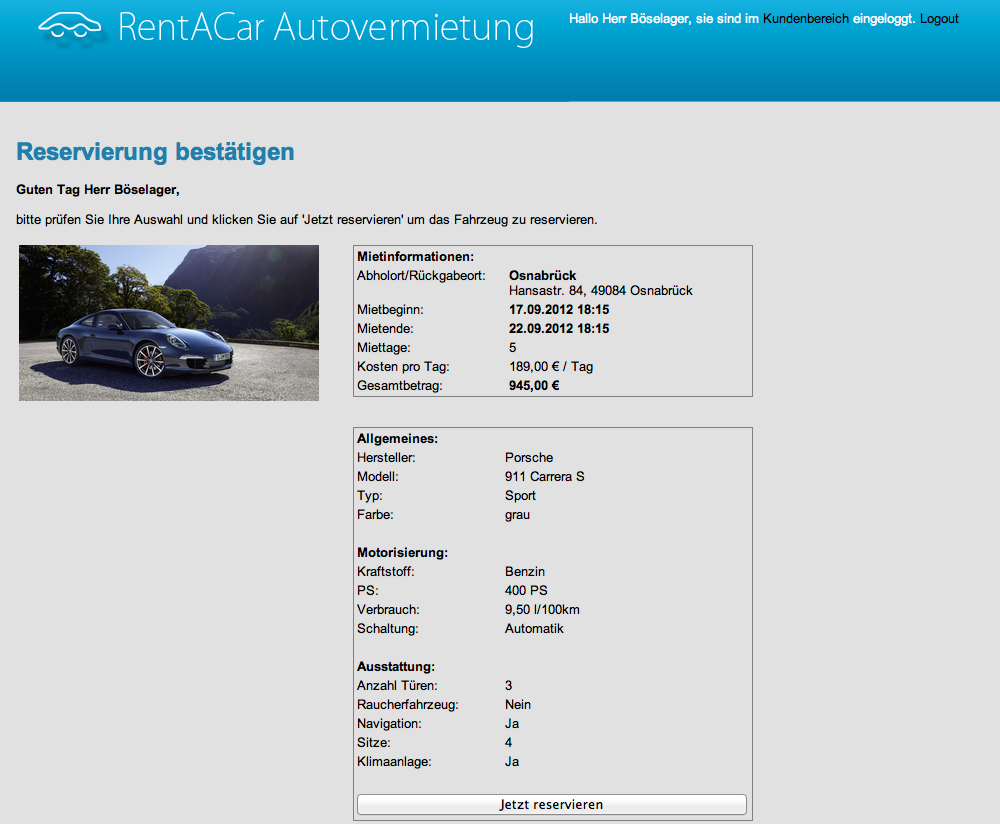 RentACar Autovermietung
Hallo Herr Böselager, sie sind im Kundenbereich eingeloggt. Logout
Reservierung bestätigen
Guten Tag Herr Böselager,
bitte prüfen Sie Ihre Auswahl und klicken Sie auf 'Jetzt reservieren' um das Fahrzeug zu reservieren.
Mietinformationen:
Abholort/Rückgabeort: Osnabrück
Hansastr. 84, 49084 Osnabrück
Mietbeginn: 17.09.2012 18:15
Mietende: 22.09.2012 18:15
Miettage: 5
Kosten pro Tag: 189,00 € / Tag
Gesamtbetrag: 945,00 €
Allgemeines:
Hersteller: Porsche
Modell: 911 Carrera S
Typ: Sport
Farbe: grau
Motorisierung:
Kraftstoff: Benzin
PS: 400 PS
Verbrauch: 9,50 l/100km
Schaltung: Automatik
Ausstattung:
Anzahl Türen: 3
Raucherfahrzeug: Nein
Navigation: Ja
Sitze: 4
Klimaanlage: Ja
Jetzt reservieren